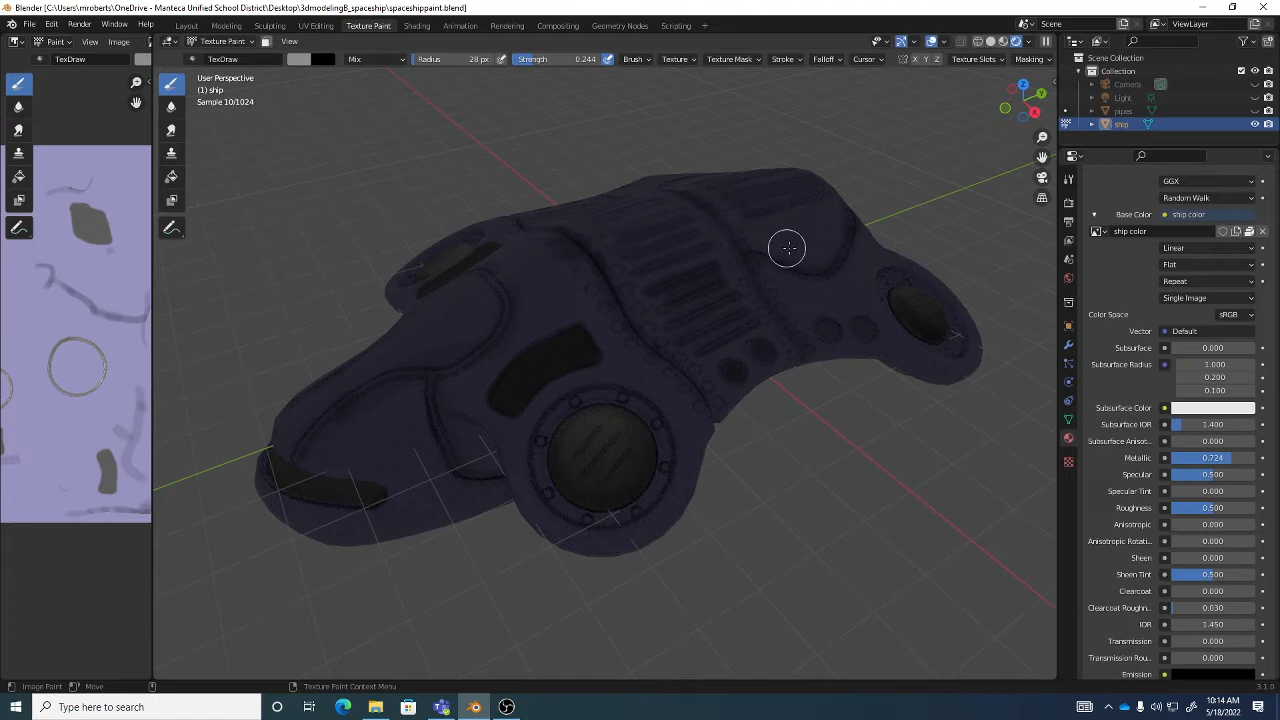 Blender [C:\Users\mroberts\OneDrive - Manteca Unified School District\Desktop\3dmodelingB_spaceship\spaceshippaint.blend]
File Edit Render Window Help Layout Modeling Sculpting UV Editing Texture Paint Shading Animation Rendering Compositing Geometry Nodes Scripting Scene ViewLayer
Paint View Image Texture Paint View
TexDraw TexDraw Mix Radius 28 px Strength 0.244 Brush Texture Texture Mask Stroke Falloff Cursor X Y Z Texture Slots Masking
User Perspective
(1) ship
Sample 10/1024
Z
Y
X
Scene Collection
Collection
Camera
Light
pipes
ship
GGX
Random Walk
Base Color ship color
ship color
Linear
Flat
Repeat
Single Image
Color Space sRGB
Vector Default
Subsurface 0.000
Subsurface Radius 1.000
0.200
0.100
Subsurface Color
Subsurface IOR 1.400
Subsurface Anisot... 0.000
Metallic 0.724
Specular 0.500
Specular Tint 0.000
Roughness 0.500
Anisotropic 0.000
Anisotropic Rotati... 0.000
Sheen 0.000
Sheen Tint 0.500
Clearcoat 0.000
Clearcoat Roughn... 0.030
IOR 1.450
Transmission 0.000
Transmission Rou... 0.000
Emission
Image Paint Move Texture Paint Context Menu 3.1.0
Type here to search
10:14 AM
5/18/2022